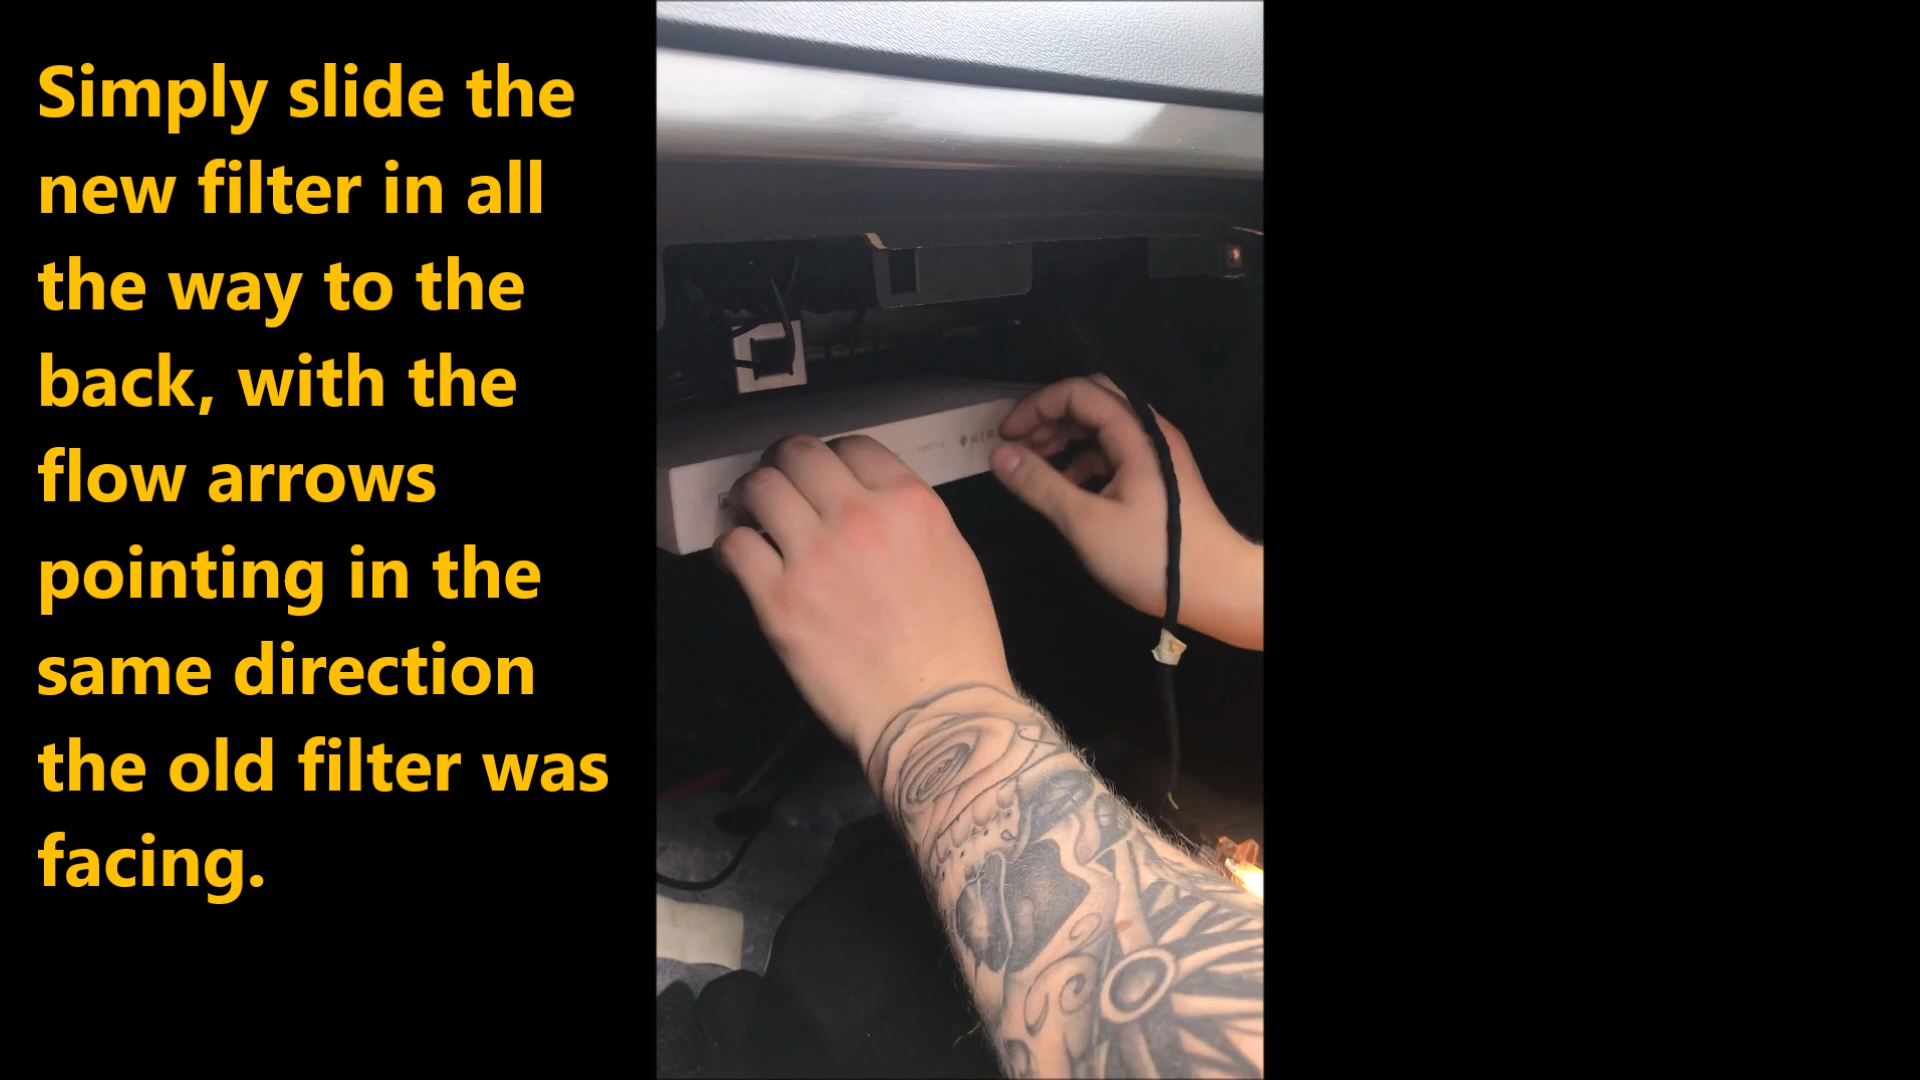 Simply slide the
new filter in all
the way to the
back, with the
flow arrows
pointing in the
same direction
the old filter was
facing.